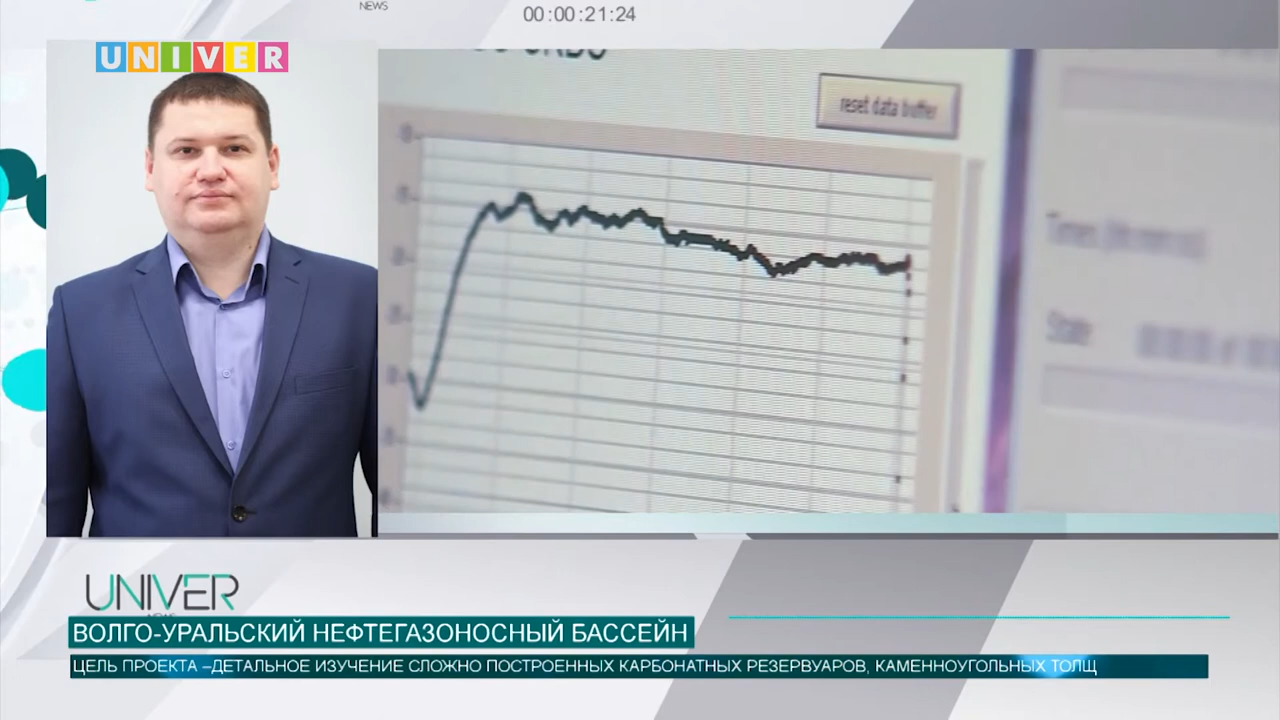 NEWS
00:00:21:24
UNIVER
reset data buffer
State
UNIVER
ВОЛГО-УРАЛЬСКИЙ НЕФТЕГАЗОНОСНЫЙ БАССЕЙН
ЦЕЛЬ ПРОЕКТА –ДЕТАЛЬНОЕ ИЗУЧЕНИЕ СЛОЖНО ПОСТРОЕННЫХ КАРБОНАТНЫХ РЕЗЕРВУАРОВ, КАМЕННОУГОЛЬНЫХ ТОЛЩ